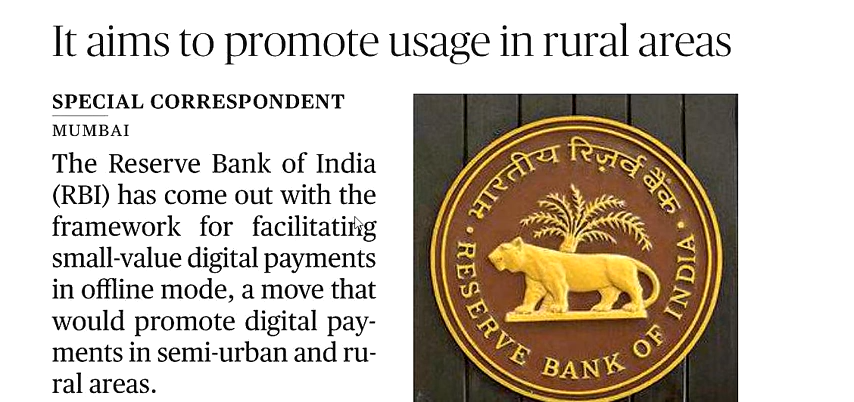 It aims to promote usage in rural areas
SPECIAL CORRESPONDENT
MUMBAI
The Reserve Bank of India
(RBI) has come out with the
framework for facilitating
small-value digital payments
in offline mode, a move that
would promote digital pay-
ments in semi-urban and ru-
ral areas.
भारतीय रिज़र्व बैंक
RESERVE BANK OF INDIA